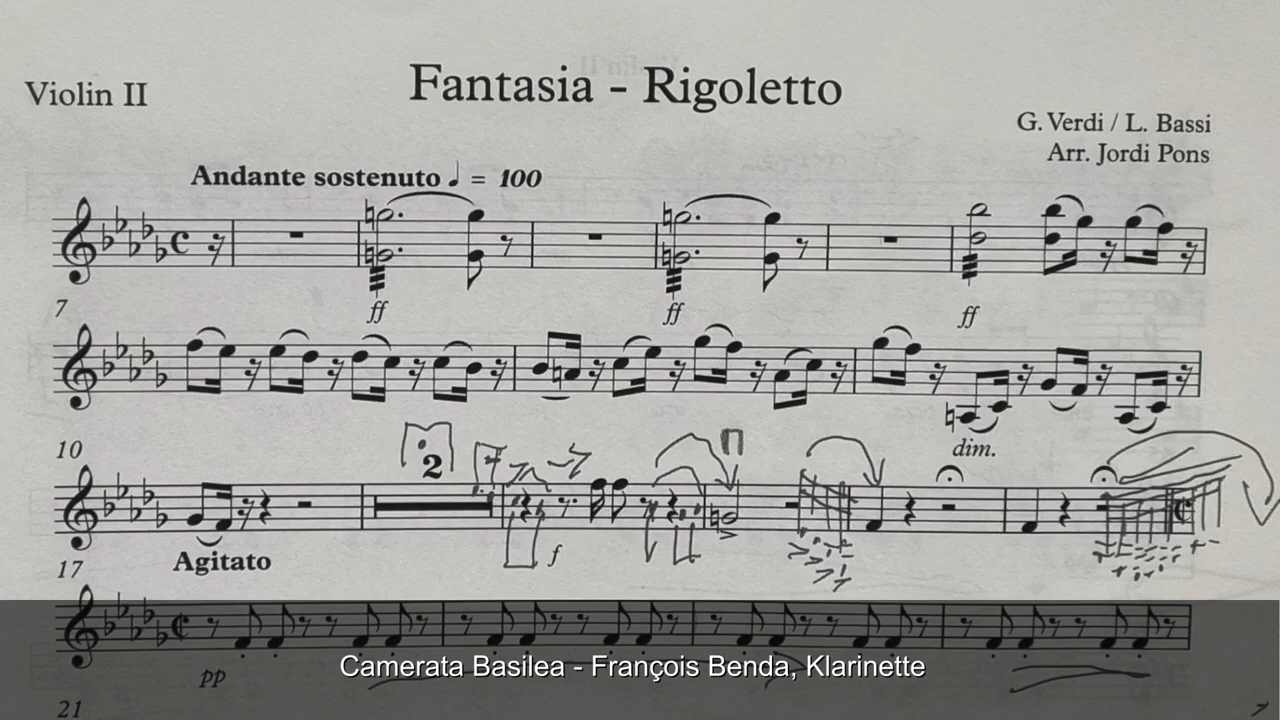 Fantasia - Rigoletto
Violin II
G. Verdi / L. Bassi
Arr. Jordi Pons
Andante sostenuto ♩ = 100
ff ff ff
7
dim.
10
2
f
Agitato
17
pp
Camerata Basilea - François Benda, Klarinette
21